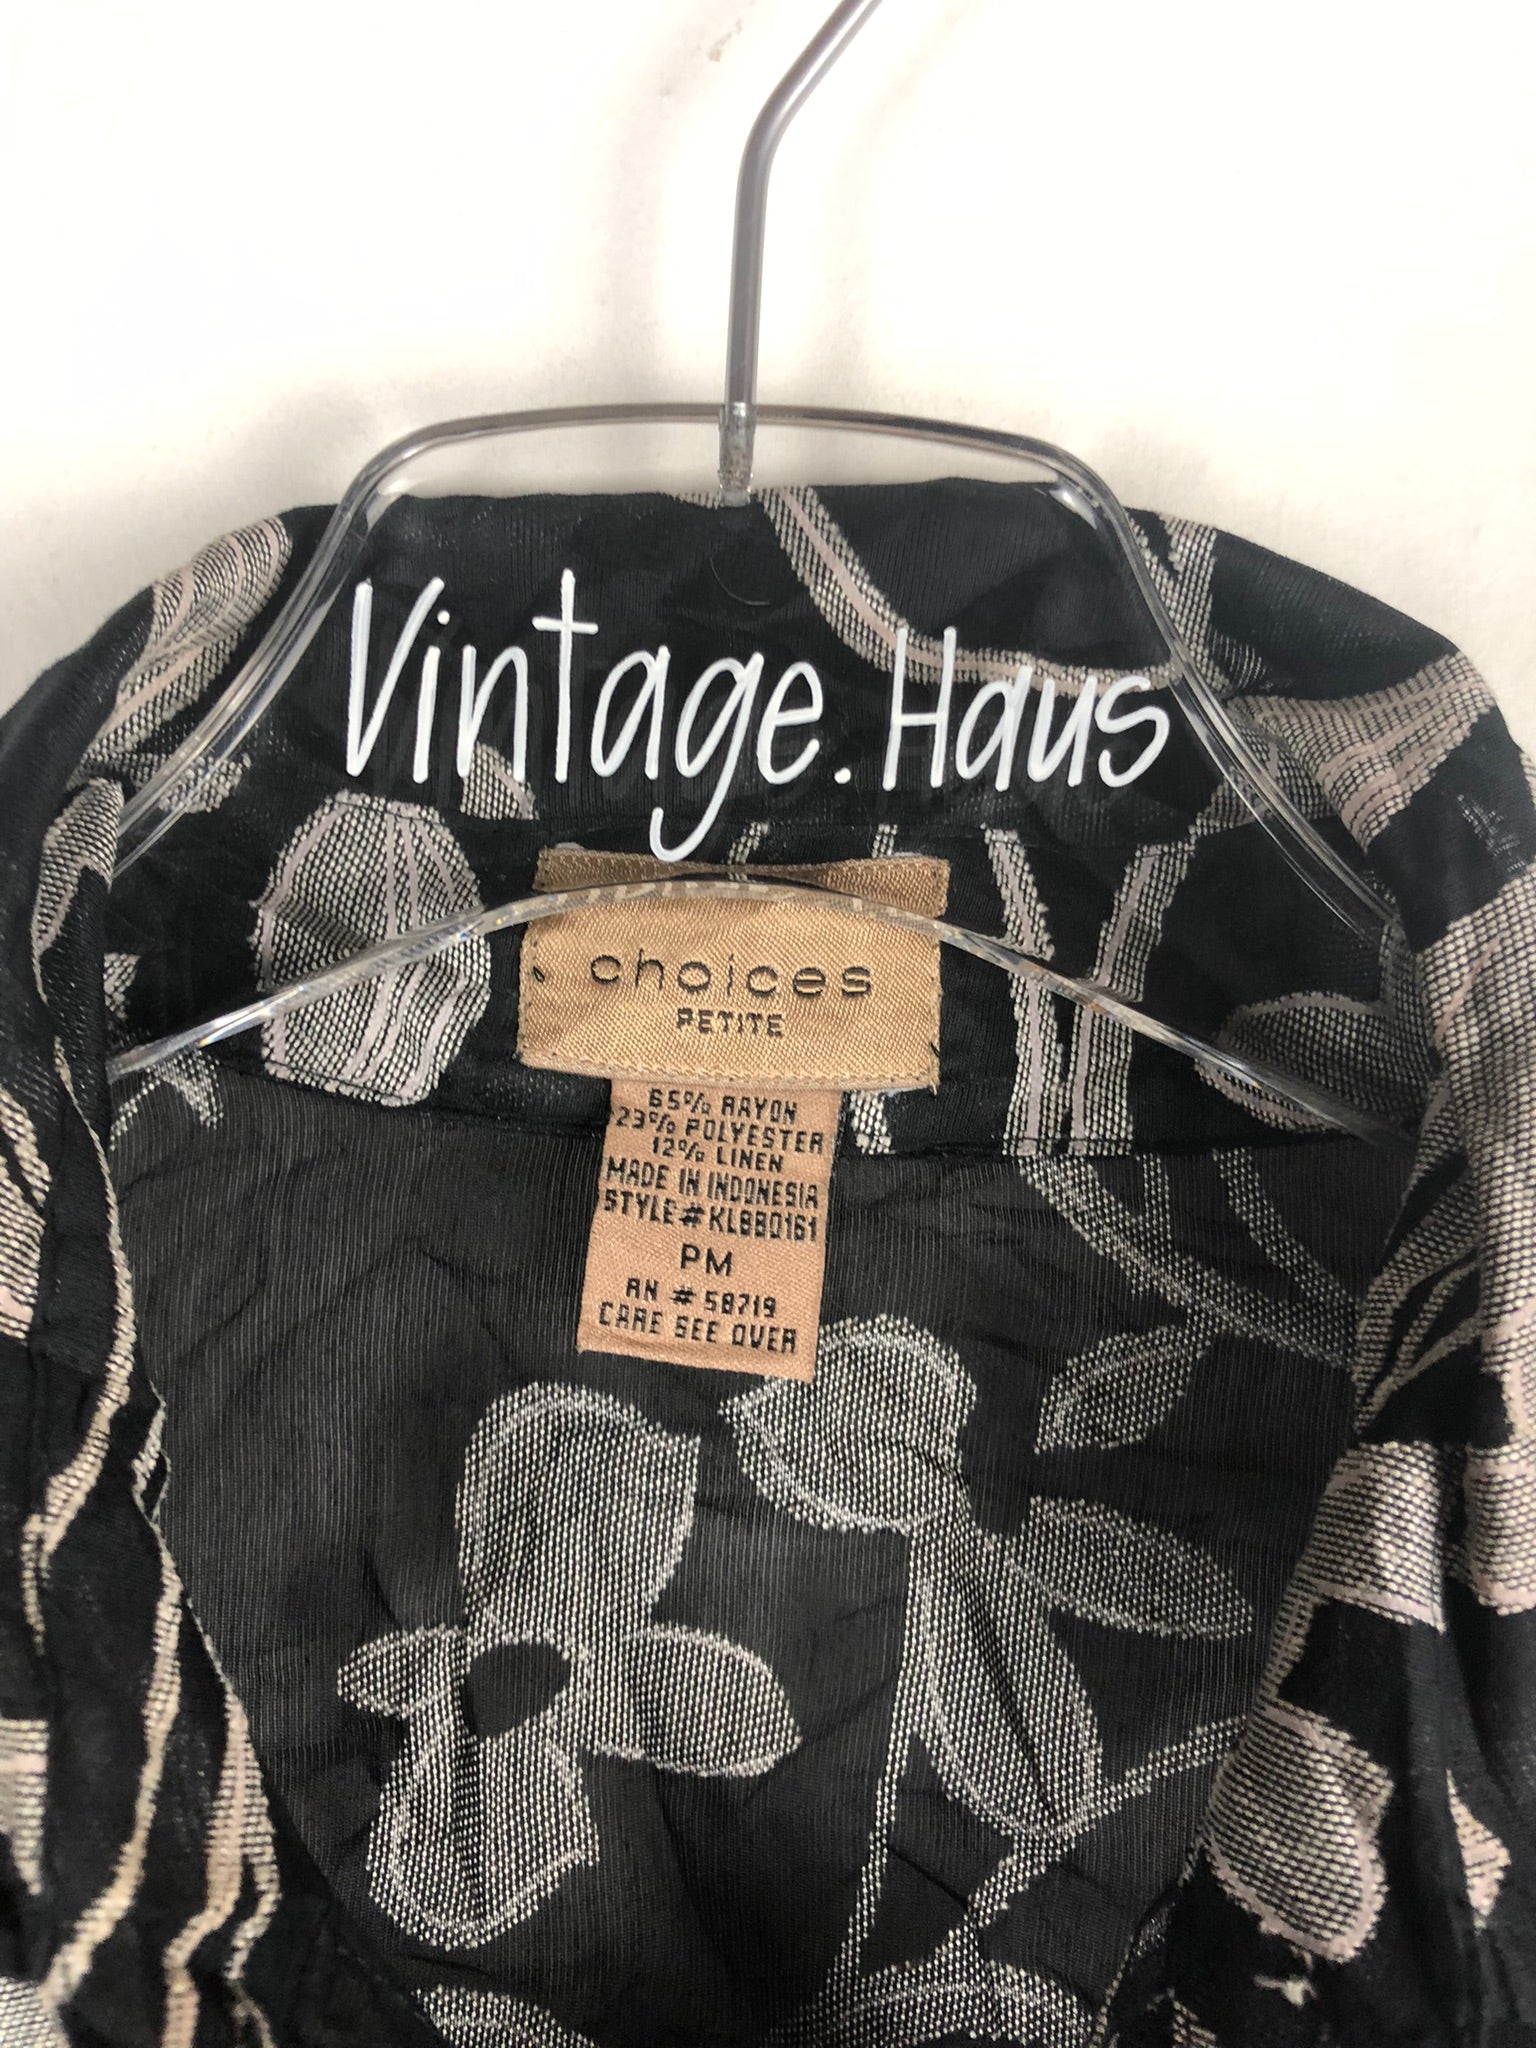 Vintage.Haus
choices
PETITE
65% RAYON
23% POLYESTER
12% LINEN
MADE IN INDONESIA
STYLE#KLBB0161
PM
RN #58719
CARE SEE OVER